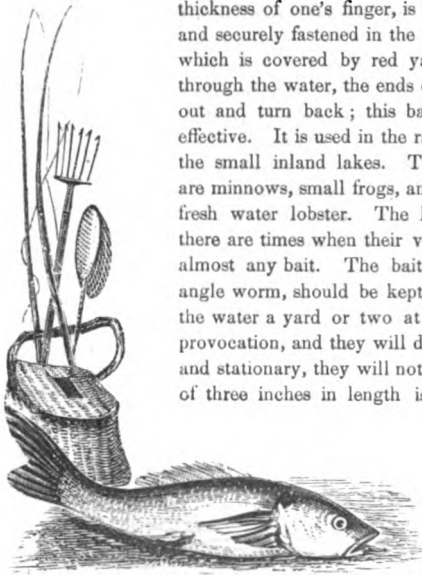 thickness of one's finger, is
and securely fastened in the
which is covered by red
through the water, the ends
out and turn back; this
effective. It is used in the
the small inland lakes.
are minnows, small frogs,
fresh water lobster. The
there are times when their
almost any bait. The bait
angle worm, should be kept
the water a yard or two at
provocation, and they will
and stationary, they will not
of three inches in length